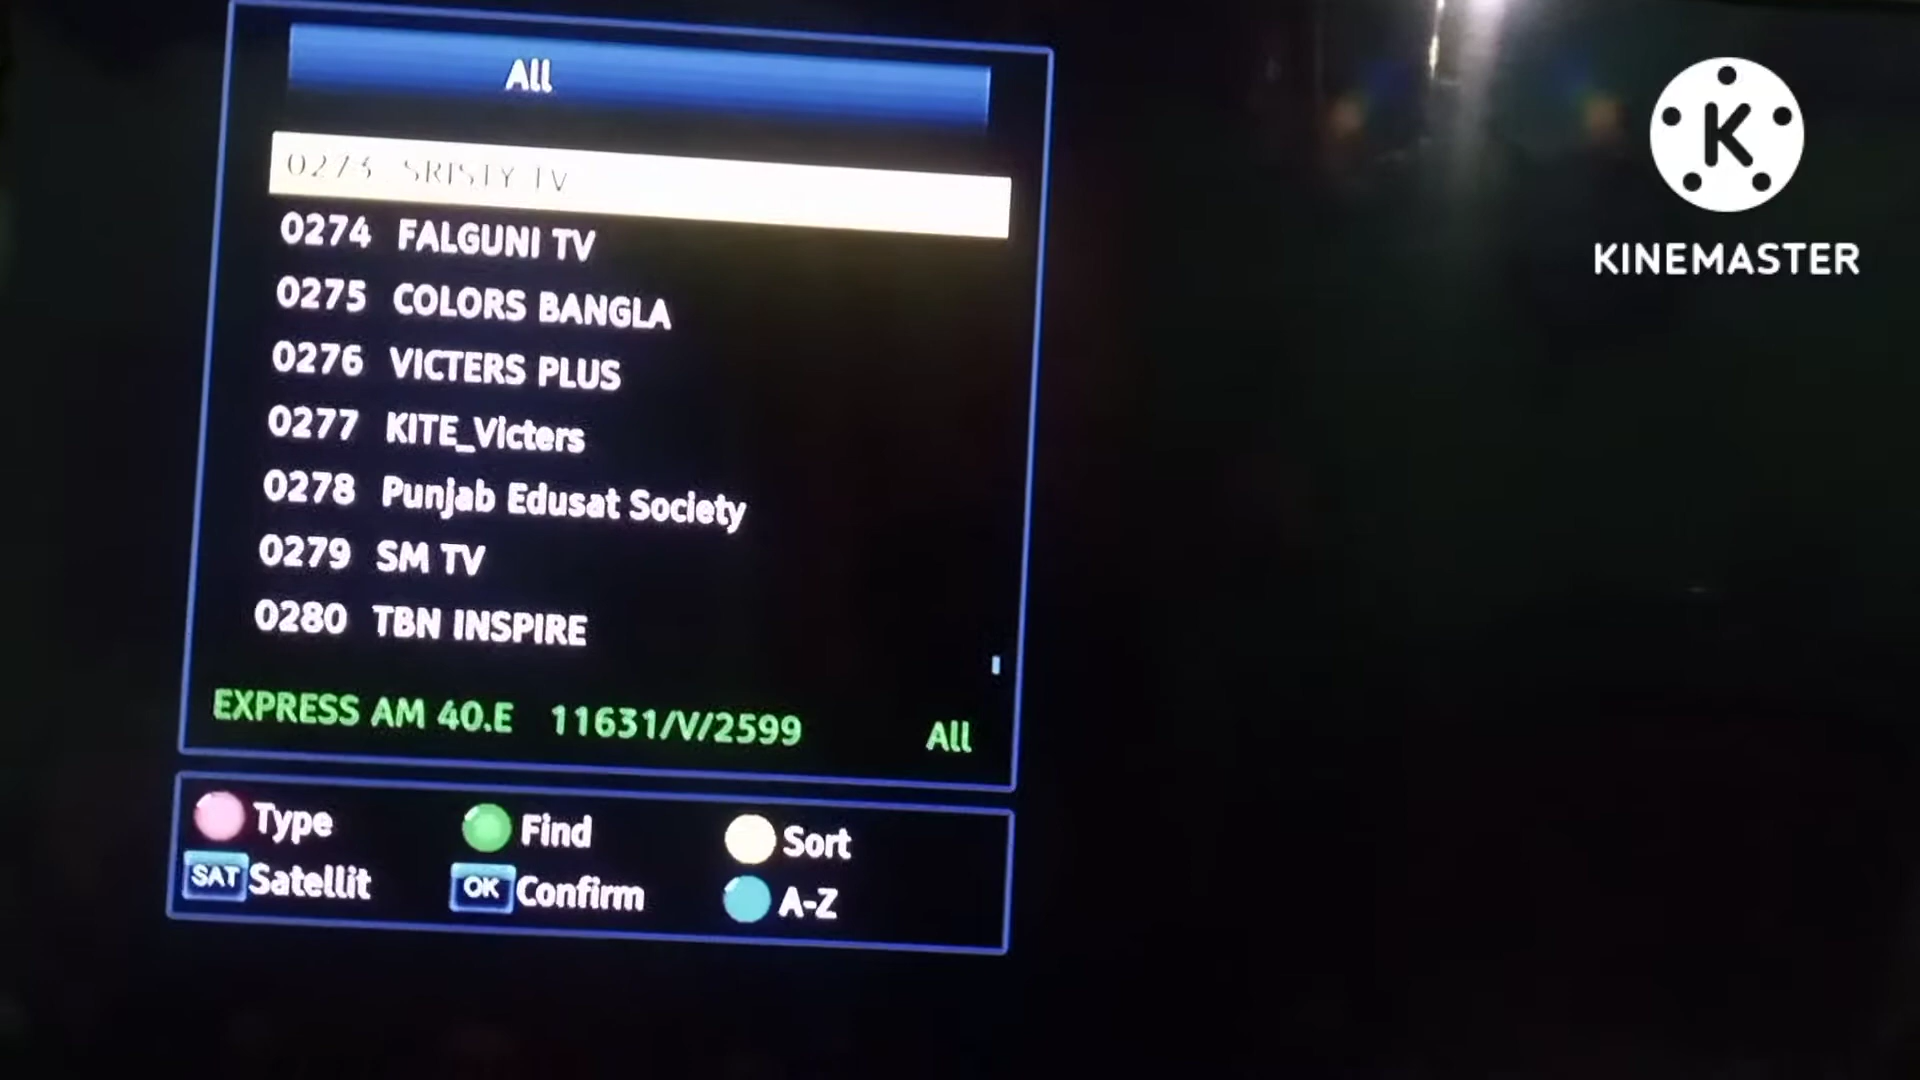 All
0273 SRISTY TV
0274 FALGUNI TV
0275 COLORS BANGLA
0276 VICTERS PLUS
0277 KITE_Victers
0278 Punjab Edusat Society
0279 SM TV
0280 TBN INSPIRE
EXPRESS AM 40.E 11631/V/2599 All
Type Find Sort
SAT Satellit OK Confirm A-Z
K
KINEMASTER